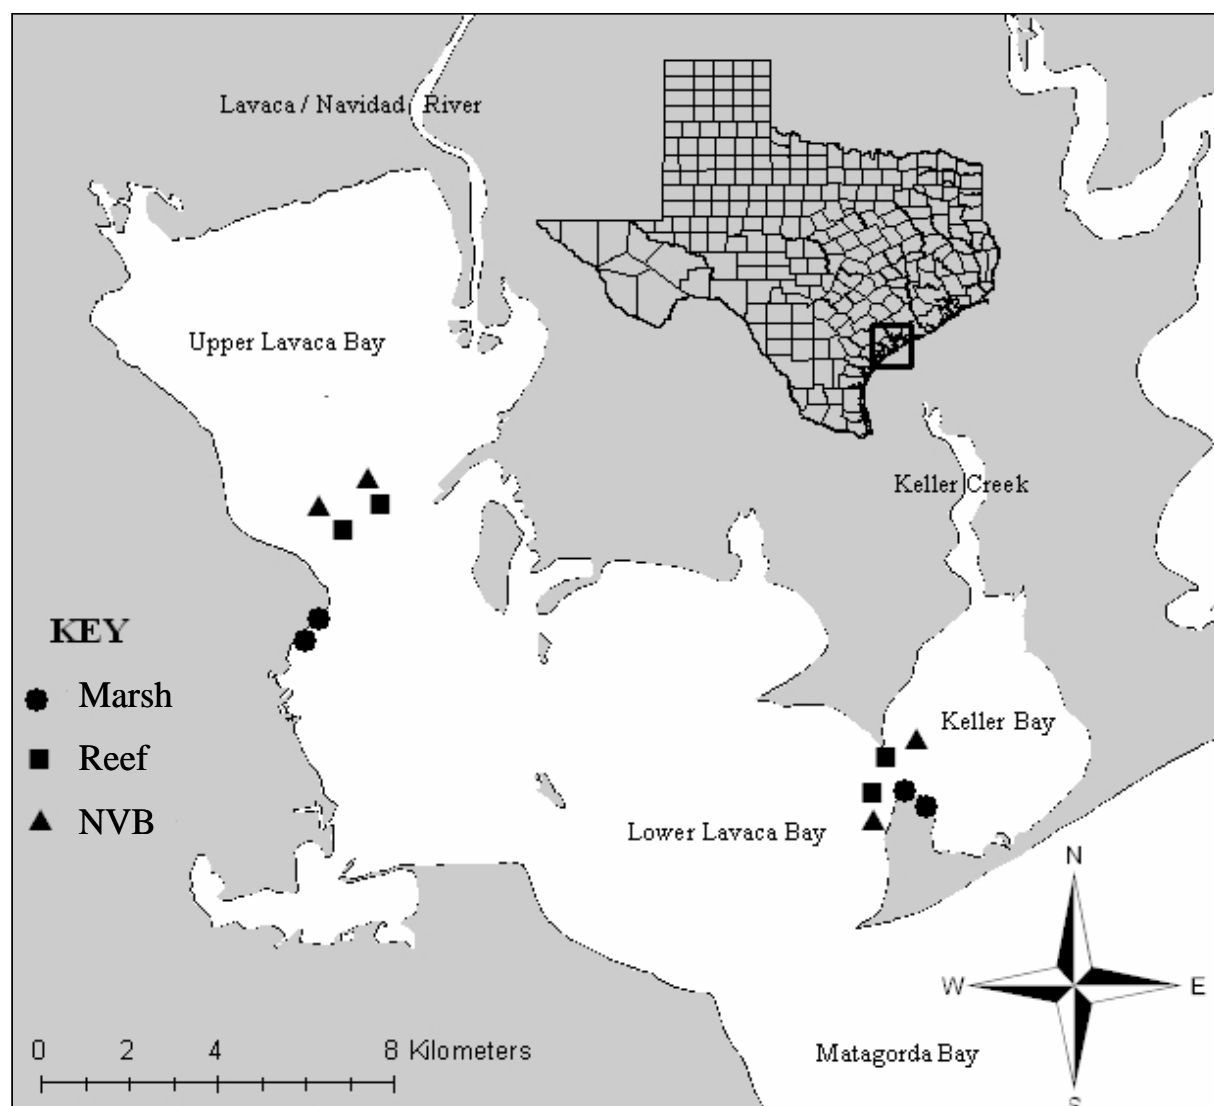 Lavaca / Navidad River
Upper Lavaca Bay
Keller Creek
KEY
Marsh
Reef
NVB
Keller Bay
Lower Lavaca Bay
N
W E
S
0 2 4 8 Kilometers
Matagorda Bay